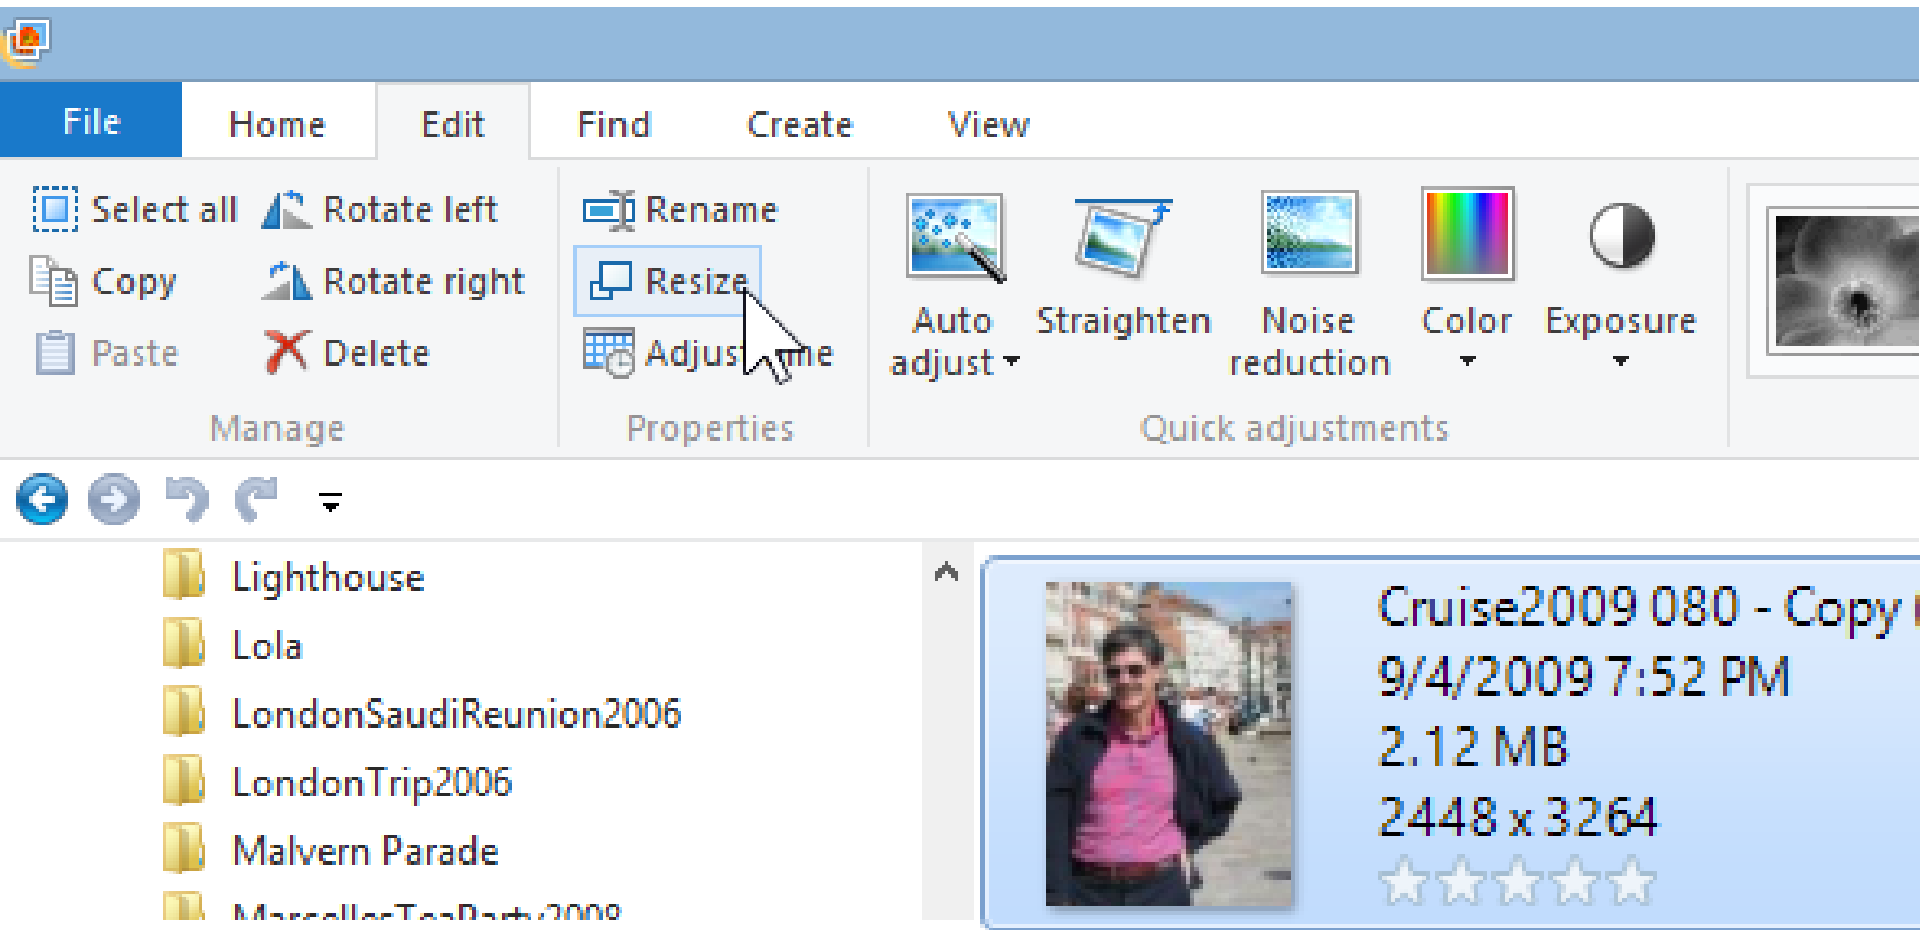 File Home Edit Find Create View
Select all Rotate left Rename
Copy Rotate right Resize
Paste Delete
Auto adjust
Straighten
Noise reduction
Color
Exposure
Manage Properties Quick adjustments
Lighthouse
Lola
LondonSaudiReunion2006
LondonTrip2006
Malvern Parade
Cruise2009 080 - Copy
9/4/2009 7:52 PM
2.12 MB
2448 x 3264